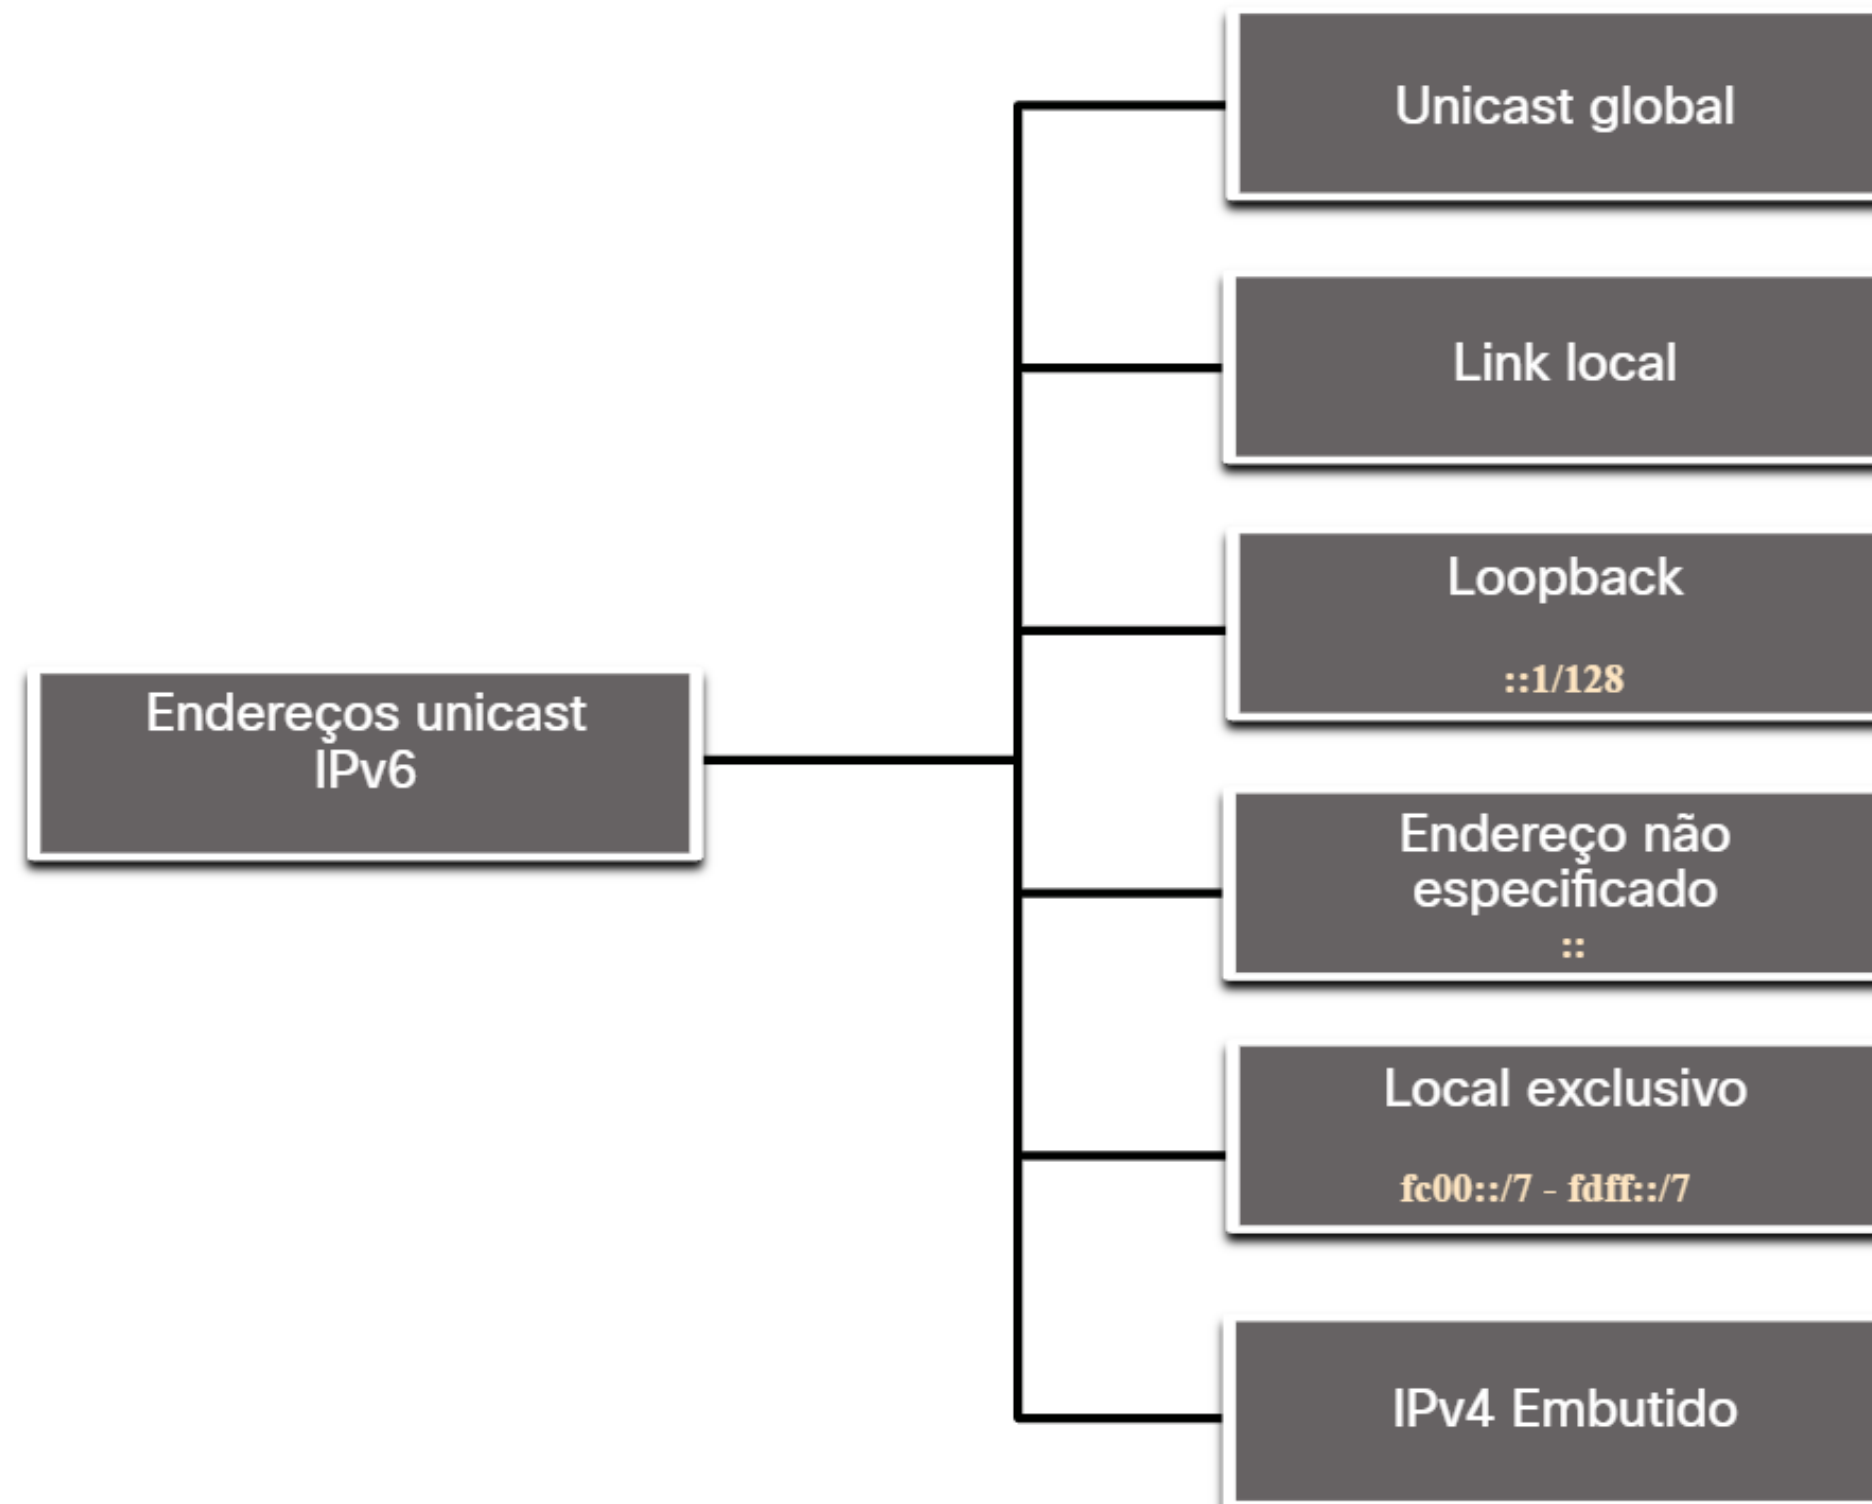 Unicast global
Link local
Loopback
::1/128
Endereços unicast
IPv6
Endereço não
especificado
::
Local exclusivo
fc00::/7 - fdff::/7
IPv4 Embutido